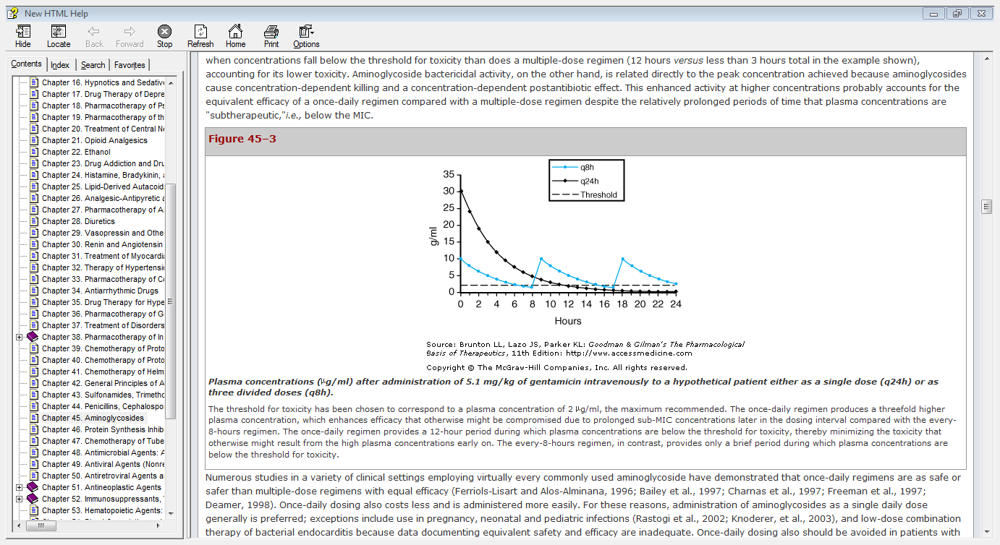 New HTML Help
Hide Locate Back Forward Stop Refresh Home Print Options
Contents Index Search Favorites
Chapter 16. Hypnotics and Sedativ
Chapter 17. Drug Therapy of Depre
Chapter 18. Pharmacotherapy of Ps
Chapter 19. Pharmacotherapy of th
Chapter 20. Treatment of Central Ne
Chapter 21. Opioid Analgesics
Chapter 22. Ethanol
Chapter 23. Drug Addiction and Dru
Chapter 24. Histamine, Bradykinin, a
Chapter 25. Lipid-Derived Autacoid
Chapter 26. Analgesic-Antipyretic a
Chapter 27. Pharmacotherapy of A
Chapter 28. Diuretics
Chapter 29. Vasopressin and Othe
Chapter 30. Renin and Angiotensin
Chapter 31. Treatment of Myocardia
Chapter 32. Therapy of Hypertensi
Chapter 33. Pharmacotherapy of Co
Chapter 34. Antiarrhythmic Drugs
Chapter 35. Drug Therapy for Hype
Chapter 36. Pharmacotherapy of G
Chapter 37. Treatment of Disorders
Chapter 38. Pharmacotherapy of In
Chapter 39. Chemotherapy of Proto
Chapter 40. Chemotherapy of Proto
Chapter 41. Chemotherapy of Helm
Chapter 42. General Principles of A
Chapter 43. Sulfonamides, Trimetho
Chapter 44. Penicillins, Cephalospo
Chapter 45. Aminoglycosides
Chapter 46. Protein Synthesis Inhib
Chapter 47. Chemotherapy of Tube
Chapter 48. Antimicrobial Agents: A
Chapter 49. Antiviral Agents (Nonre
Chapter 50. Antiretroviral Agents a
Chapter 51. Antineoplastic Agents
Chapter 52. Immunosuppressants,
Chapter 53. Hematopoietic Agents:
when concentrations fall below the threshold for toxicity than does a multiple-dose regimen (12 hours versus less than 3 hours total in the example shown),
accounting for its lower toxicity. Aminoglycoside bactericidal activity, on the other hand, is related directly to the peak concentration achieved because aminoglycosides
cause concentration-dependent killing and a concentration-dependent postantibiotic effect. This enhanced activity at higher concentrations probably accounts for the
equivalent efficacy of a once-daily regimen compared with a multiple-dose regimen despite the relatively prolonged periods of time that plasma concentrations are
"subtherapeutic,"i.e., below the MIC.
Figure 45–3
q8h
q24h
Threshold
35
30
25
20
15
10
5
0
g/ml
0 2 4 6 8 10 12 14 16 18 20 22 24
Hours
Source: Brunton LL, Lazo JS, Parker KL: Goodman & Gilman's The Pharmacological
Basis of Therapeutics, 11th Edition: http://www.accessmedicine.com
Copyright © The McGraw-Hill Companies, Inc. All rights reserved.
Plasma concentrations (μg/ml) after administration of 5.1 mg/kg of gentamicin intravenously to a hypothetical patient either as a single dose (q24h) or as
three divided doses (q8h).
The threshold for toxicity has been chosen to correspond to a plasma concentration of 2 μg/ml, the maximum recommended. The once-daily regimen produces a threefold higher
plasma concentration, which enhances efficacy that otherwise might be compromised due to prolonged sub-MIC concentrations later in the dosing interval compared with the every-
8-hours regimen. The once-daily regimen provides a 12-hour period during which plasma concentrations are below the threshold for toxicity, thereby minimizing the toxicity that
otherwise might result from the high plasma concentrations early on. The every-8-hours regimen, in contrast, provides only a brief period during which plasma concentrations are
below the threshold for toxicity.
Numerous studies in a variety of clinical settings employing virtually every commonly used aminoglycoside have demonstrated that once-daily regimens are as safe or
safer than multiple-dose regimens with equal efficacy (Ferriols-Lisart and Alos-Alminana, 1996; Bailey et al., 1997; Charnas et al., 1997; Freeman et al., 1997;
Deamer, 1998). Once-daily dosing also costs less and is administered more easily. For these reasons, administration of aminoglycosides as a single daily dose
generally is preferred; exceptions include use in pregnancy, neonatal and pediatric infections (Rastogi et al., 2002; Knoderer, et al., 2003), and low-dose combination
therapy of bacterial endocarditis because data documenting equivalent safety and efficacy are inadequate. Once-daily dosing also should be avoided in patients with